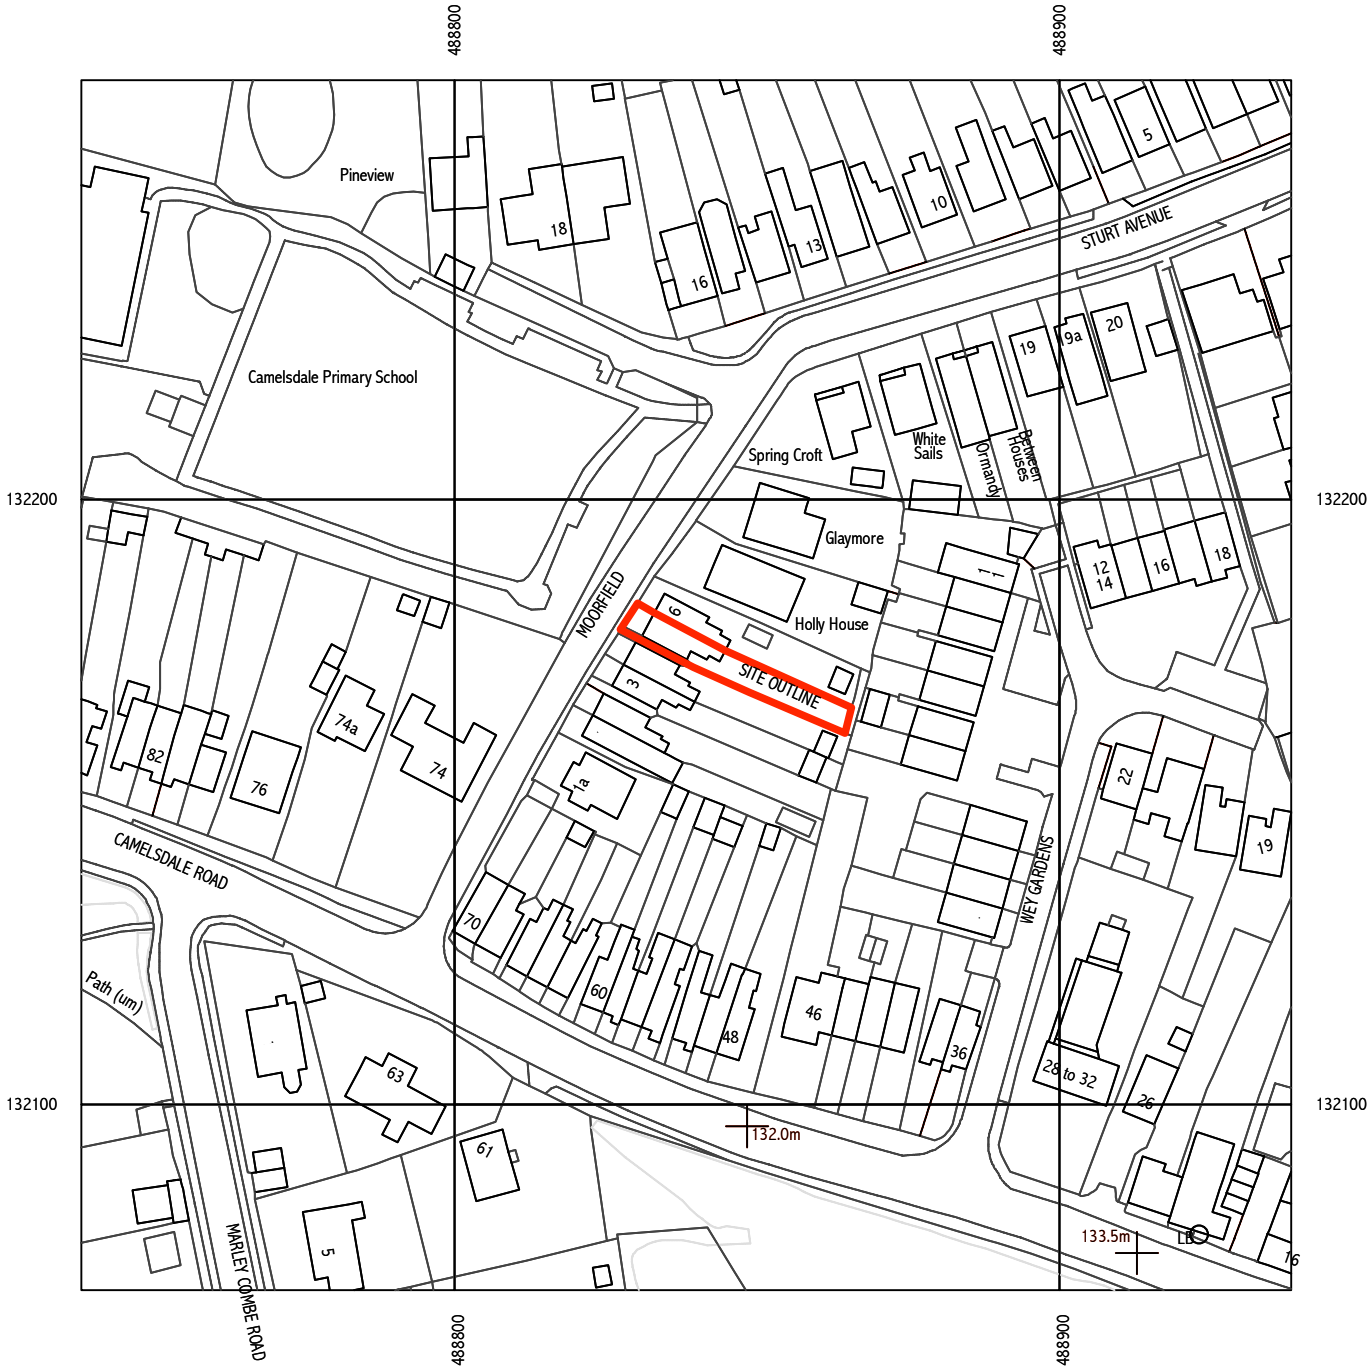 488800
488900
Pineview
5
10
STURT AVENUE
18
13
16
20
19a
19
Camelsdale Primary School
White
Sails
Between
Houses
Spring Croft
Ormandy
132200
132200
Glaymore
18
12
16
14
11
MOORFIELD
6
Holly House
SITE OUTLINE
3
74a
82
74
22
76
1a
CAMELSDALE ROAD
19
WEY GARDENS
70
60
Path (um)
46
48
36
63
28 to 32
26
132100
132100
132.0m
61
133.5m
LB
5
16
MARLEY COMBE ROAD
488800
488900